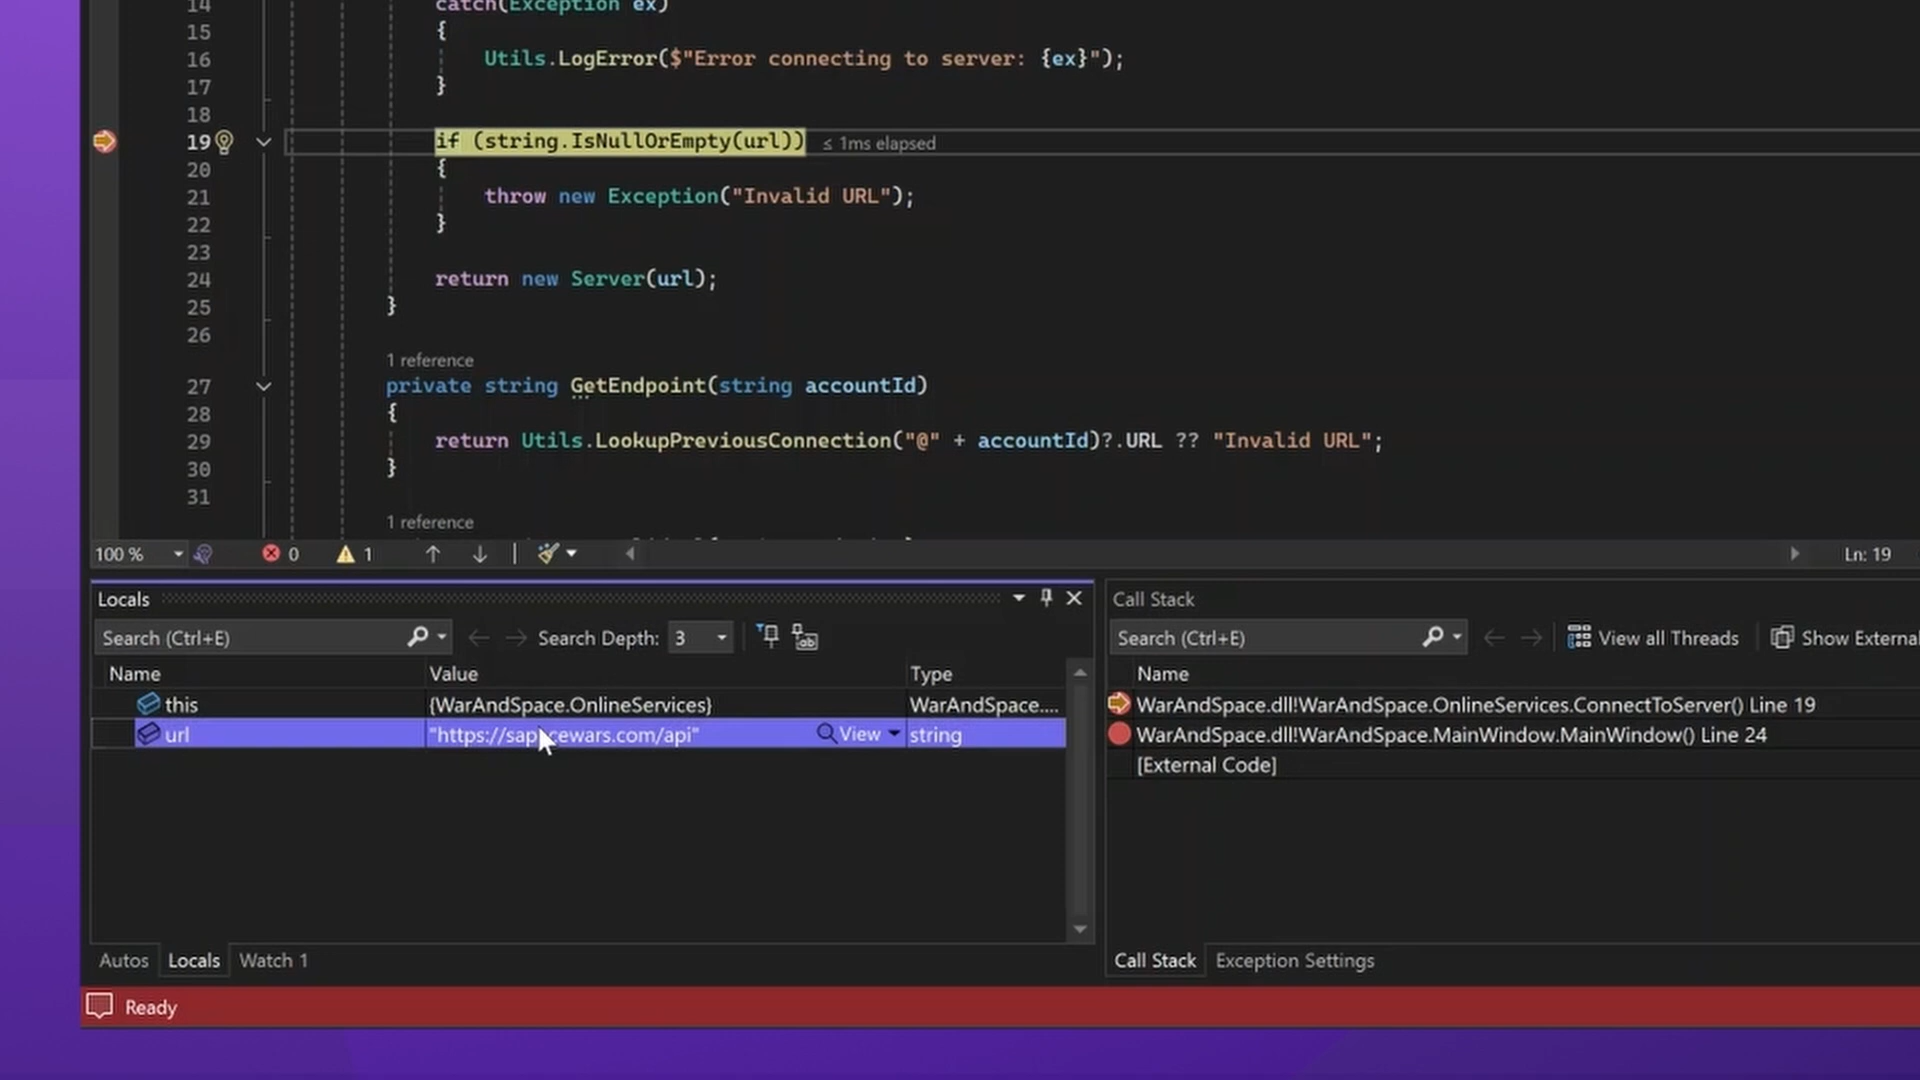 14 catch(Exception ex)
15 {
16 Utils.LogError($"Error connecting to server: {ex}");
17 }
18
19 if (string.IsNullOrEmpty(url)) ≤ 1ms elapsed
20 {
21 throw new Exception("Invalid URL");
22 }
23
24 return new Server(url);
25 }
26
1 reference
27 private string GetEndpoint(string accountId)
28 {
29 return Utils.LookupPreviousConnection("@" + accountId)?.URL ?? "Invalid URL";
30 }
31
1 reference
100 % 0 1 Ln: 19
Locals
Search (Ctrl+E) Search Depth: 3
Name Value Type
this {WarAndSpace.OnlineServices} WarAndSpace....
url cewars.com/api" View string
Call Stack
Search (Ctrl+E) View all Threads Show External
Name
WarAndSpace.dll!WarAndSpace.OnlineServices.ConnectToServer() Line 19
WarAndSpace.dll!WarAndSpace.MainWindow.MainWindow() Line 24
[External Code]
Autos Locals Watch 1
Call Stack Exception Settings
Ready